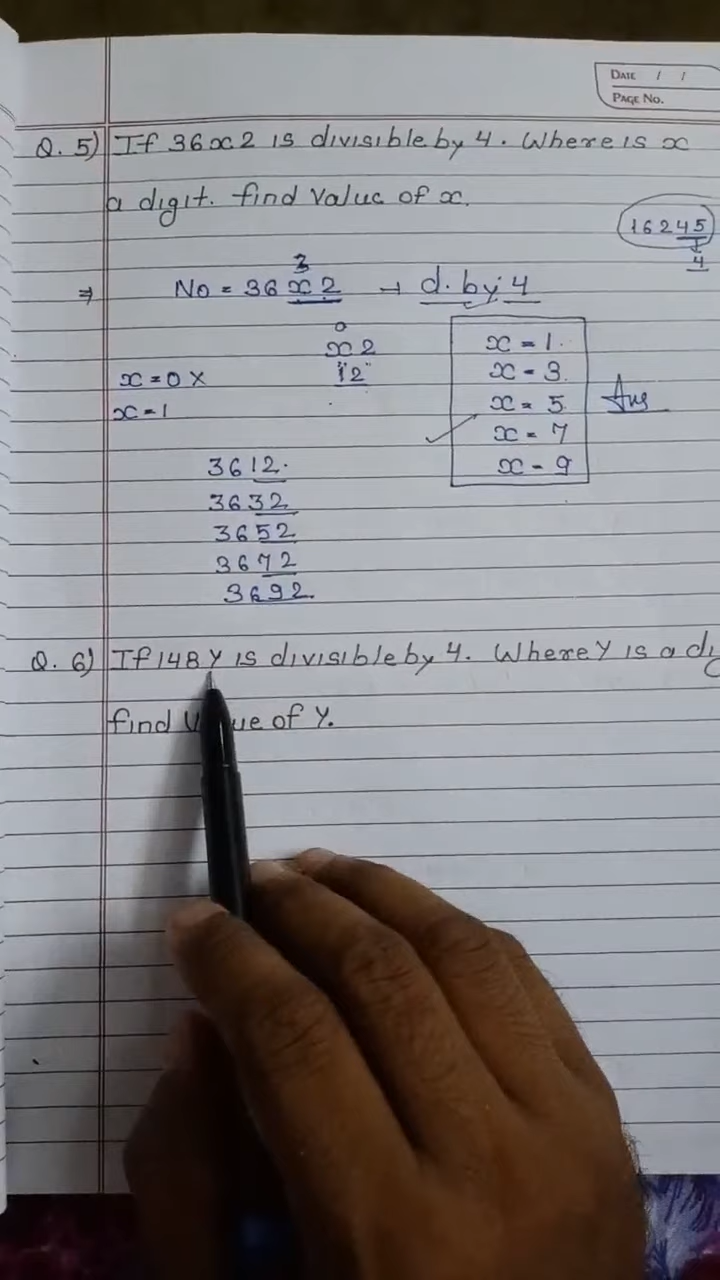 DATE / /
PAGE No.
Q. 5) If 36x2 is divisible by 4. Where is x
a digit. find Value of x.
16245
4
3
⇒ No = 36x2 → d. by 4
0
x2
"12"
x = 0 ×
x = 1
x = 1.
x = 3.
x = 5. Ans
x = 7
x = 9
3612.
3632
3652
3672
3692.
Q. 6) If 148Y is divisible by 4. Where Y is a
find of Y.